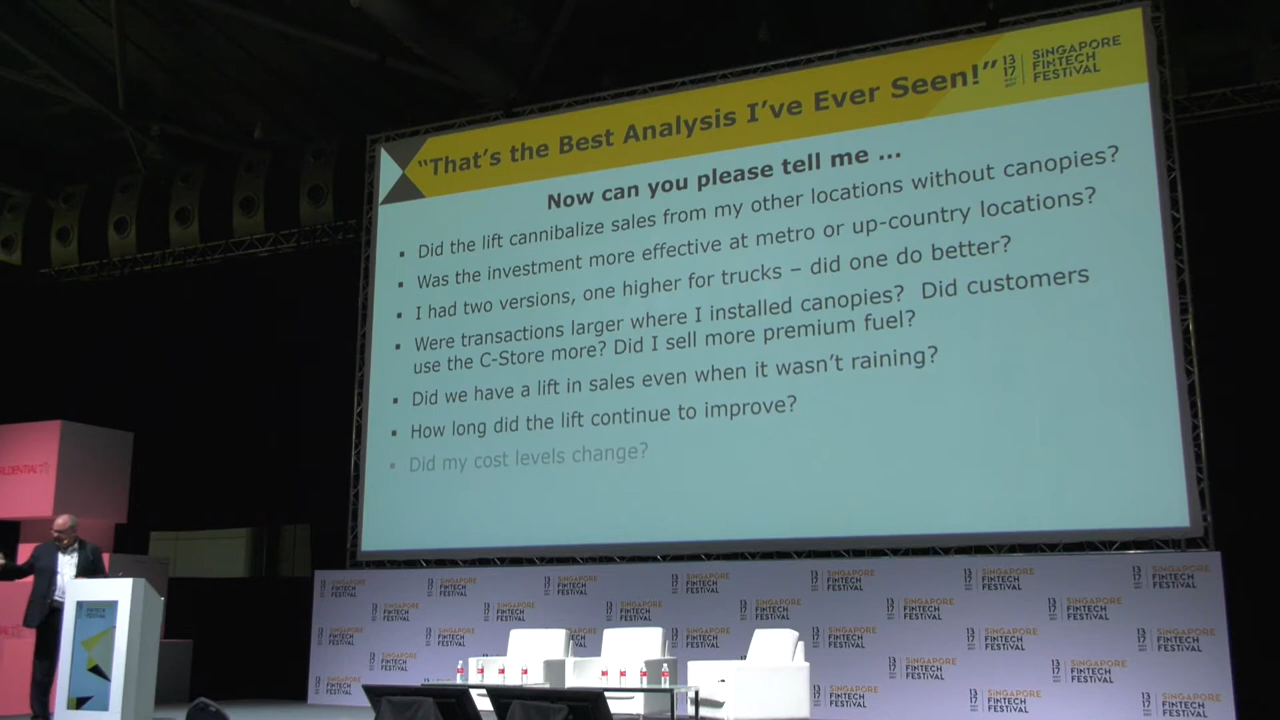 "That's the Best Analysis I've Ever Seen!"
13
17
SiNGAPORE
FiNTECH
FESTiVAL
Now can you please tell me ...
▪ Did the lift cannibalize sales from my other locations without canopies?
▪ Was the investment more effective at metro or up-country locations?
▪ I had two versions, one higher for trucks – did one do better?
▪ Were transactions larger where I installed canopies? Did customers
use the C-Store more? Did I sell more premium fuel?
▪ Did we have a lift in sales even when it wasn't raining?
▪ How long did the lift continue to improve?
▪ Did my cost levels change?
FiNTECH
FESTiVAL
13
17
SiNGAPORE
FiNTECH
FESTiVAL